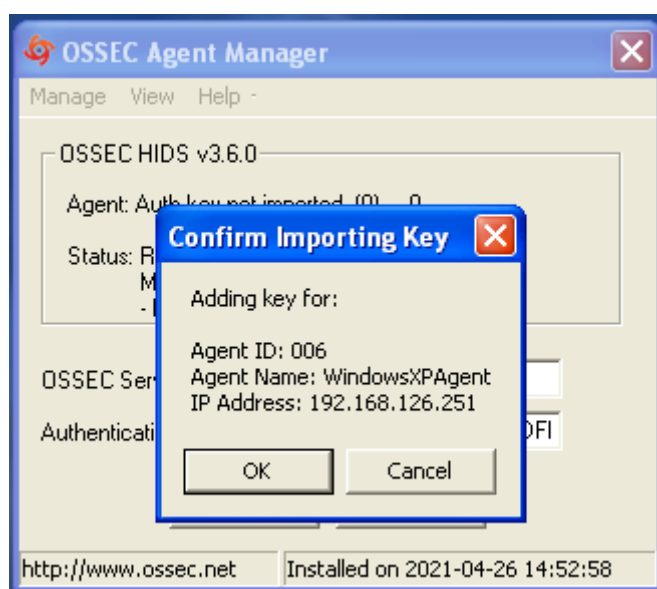 OSSEC Agent Manager
Manage View Help
OSSEC HIDS v3.6.0
Agent: Auth key not imported. (0) - 0
Status:
Confirm Importing Key
Adding key for:
Agent ID: 006
Agent Name: WindowsXPAgent
IP Address: 192.168.126.251
OK Cancel
OSSEC Ser
Authenticati
http://www.ossec.net Installed on 2021-04-26 14:52:58